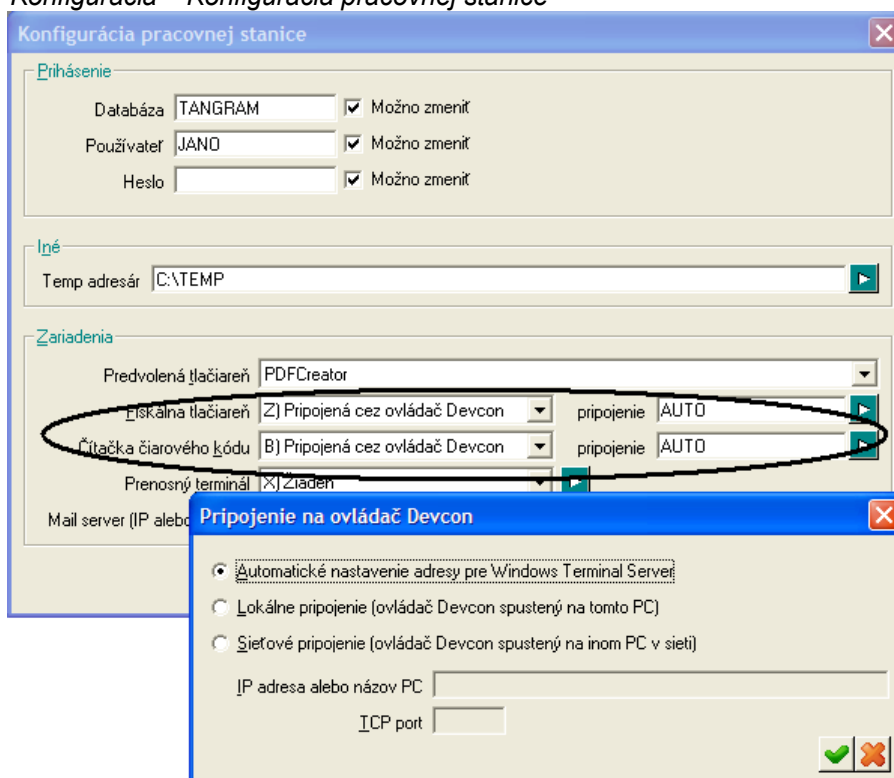 Konfigurácia – Konfigurácia pracovnej stanice
Konfigurácia pracovnej stanice
Prihásenie
Databáza TANGRAM Možno zmeniť
Používateľ JANO Možno zmeniť
Heslo Možno zmeniť
Iné
Temp adresár C:\TEMP
Zariadenia
Predvolená tlačiareň PDFCreator
Fiskálna tlačiareň Z) Pripojená cez ovládač Devcon pripojenie AUTO
Čítačka čiarového kódu B) Pripojená cez ovládač Devcon pripojenie AUTO
Prenosný terminál X) Žiaden
Mail server (IP alebo
Pripojenie na ovládač Devcon
Automatické nastavenie adresy pre Windows Terminal Server
Lokálne pripojenie (ovládač Devcon spustený na tomto PC)
Sieťové pripojenie (ovládač Devcon spustený na inom PC v sieti)
IP adresa alebo názov PC
TCP port